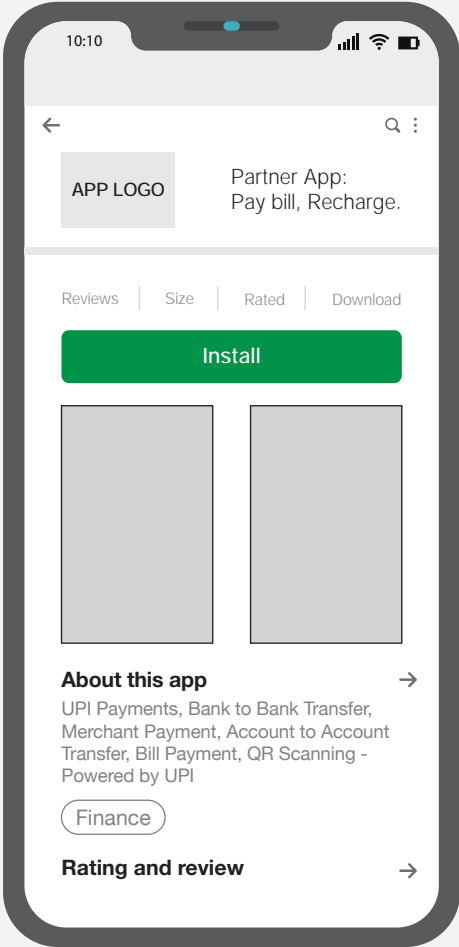 10:10
APP LOGO
Partner App:
Pay bill, Recharge.
Reviews
Size
Rated
Download
Install
About this app
UPI Payments, Bank to Bank Transfer,
Merchant Payment, Account to Account
Transfer, Bill Payment, QR Scanning -
Powered by UPI
Finance
Rating and review